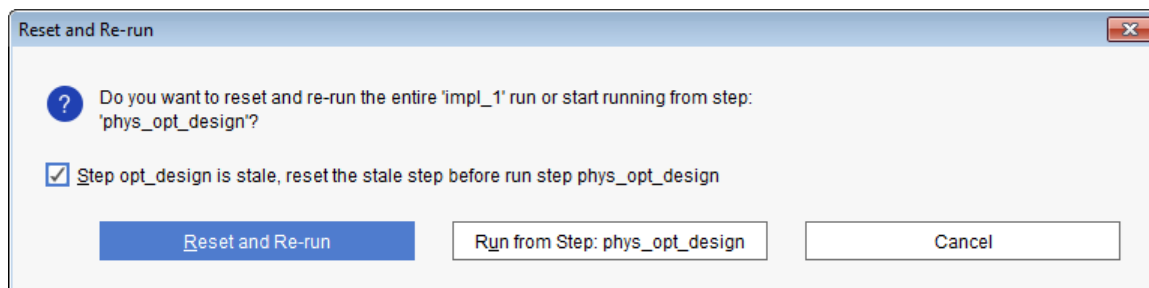 Reset and Re-run
?
Do you want to reset and re-run the entire 'impl_1' run or start running from step:
'phys_opt_design'?
Step opt_design is stale, reset the stale step before run step phys_opt_design
Reset and Re-run Run from Step: phys_opt_design Cancel